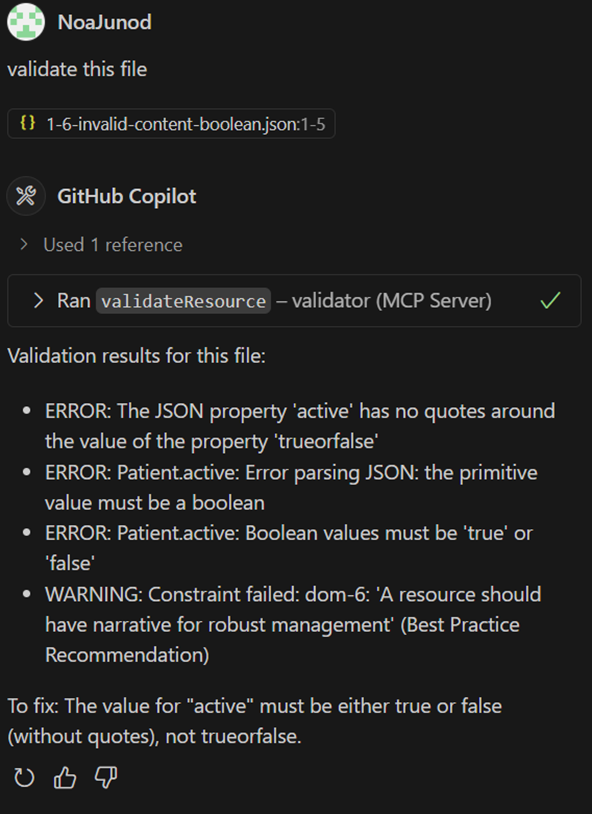 NoaJunod
validate this file
{} 1-6-invalid-content-boolean.json:1-5
GitHub Copilot
Used 1 reference
Ran validateResource – validator (MCP Server)
Validation results for this file:
• ERROR: The JSON property 'active' has no quotes around
the value of the property 'trueorfalse'
• ERROR: Patient.active: Error parsing JSON: the primitive
value must be a boolean
• ERROR: Patient.active: Boolean values must be 'true' or
'false'
• WARNING: Constraint failed: dom-6: 'A resource should
have narrative for robust management' (Best Practice
Recommendation)
To fix: The value for "active" must be either true or false
(without quotes), not trueorfalse.